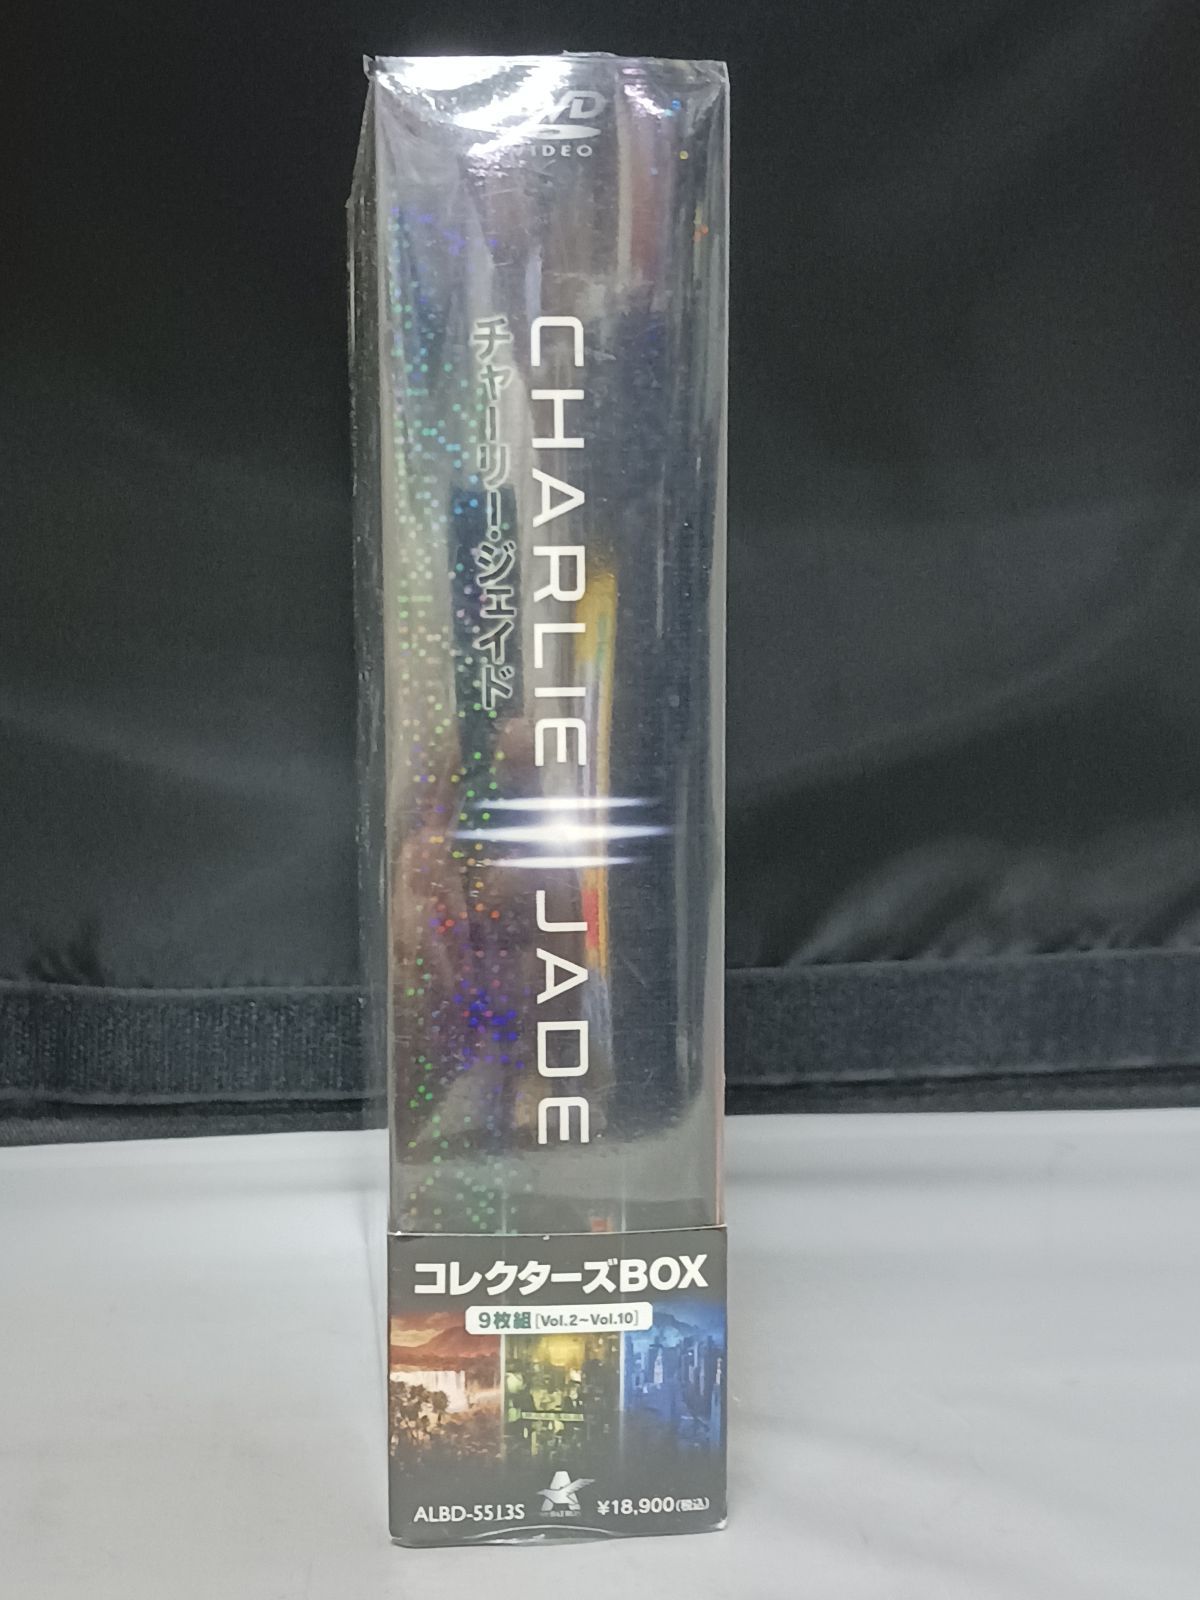 DVD
VIDEO
CHARLIE JADE
チャーリー・ジェイド
コレクターズBOX
9枚組[Vol.2~Vol.10]
ALBD-5513S
¥18,900(税込)